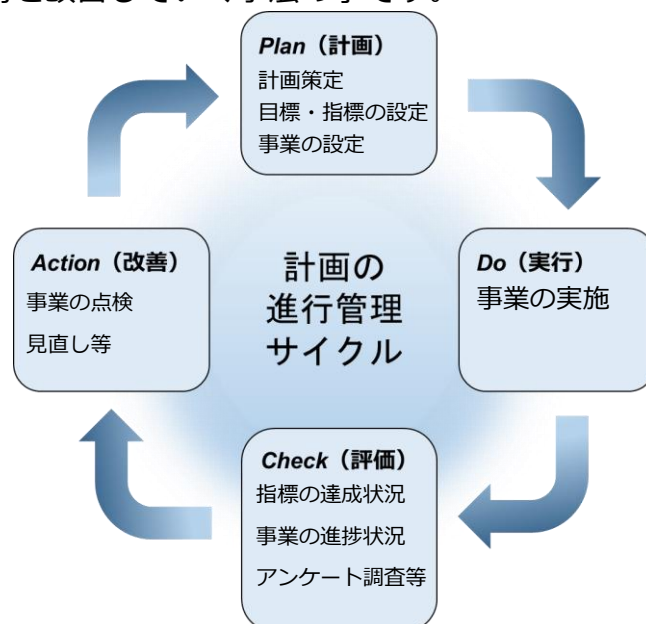 Plan（計画）
計画策定
目標・指標の設定
事業の設定
Action（改善）
事業の点検
見直し等
計画の
進行管理
サイクル
Do（実行）
事業の実施
Check（評価）
指標の達成状況
事業の進捗状況
アンケート調査等